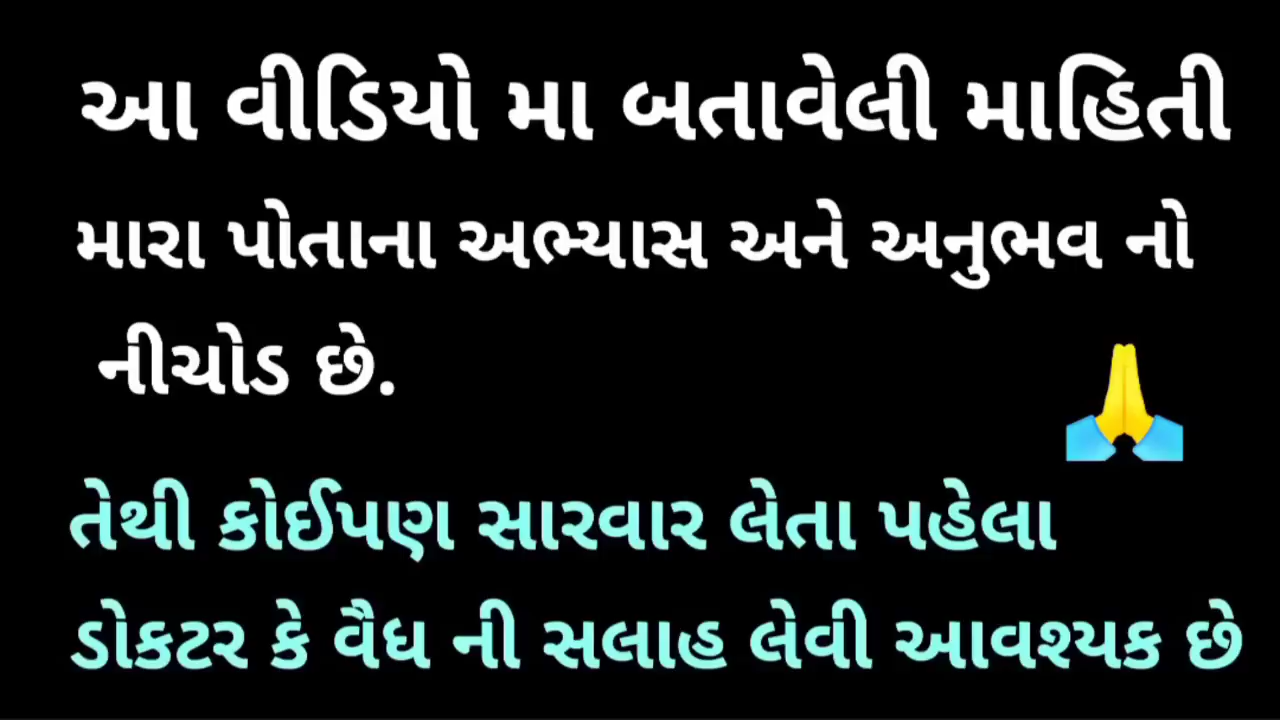 આ વીડિયો મા બતાવેલી માહિતી
મારા પોતાના અભ્યાસ અને અનુભવ નો
નીચોડ છે.
તેથી કોઈપણ સારવાર લેતા પહેલા
ડોકટર કે વૈધ ની સલાહ લેવી આવશ્યક છે